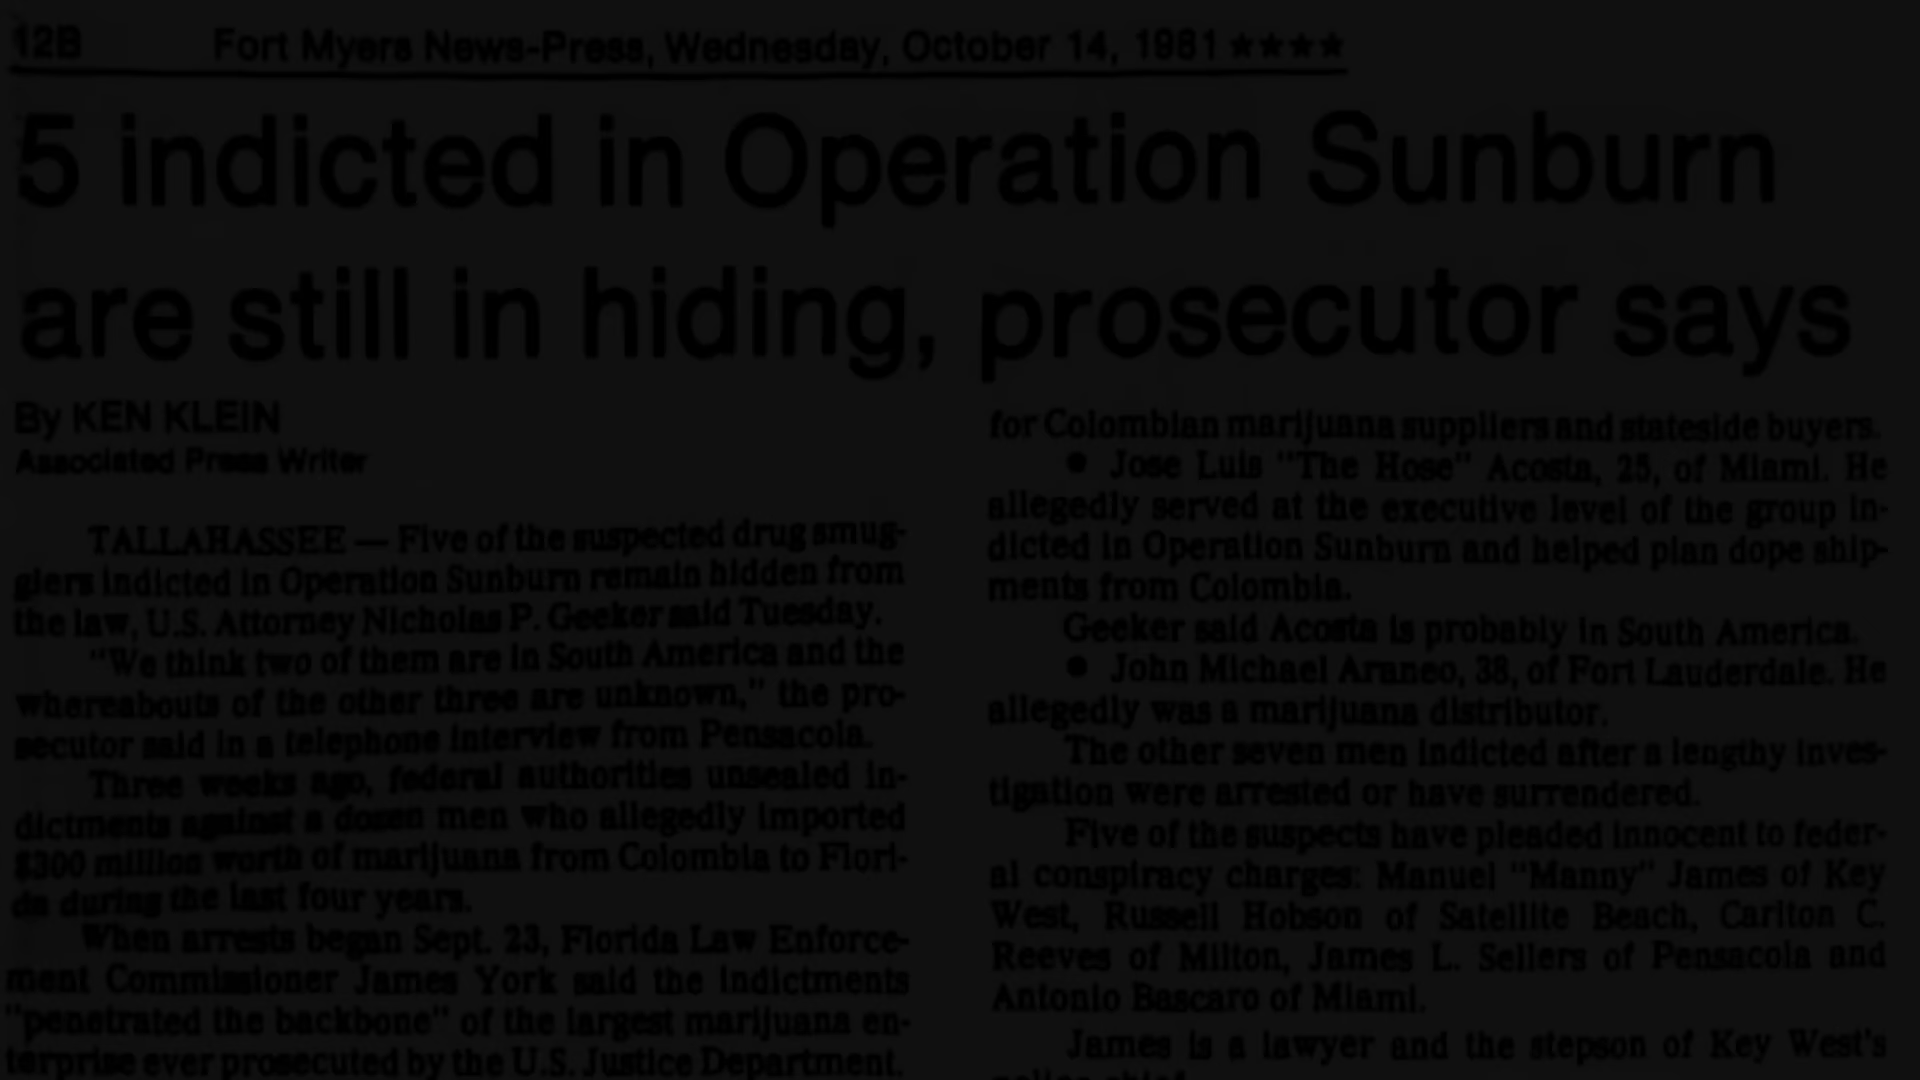 12B Fort Myers News-Press, Wednesday, October 14, 1981 ★★★★
5 indicted in Operation Sunburn
are still in hiding, prosecutor says
By KEN KLEIN
Associated Press Writer
TALLAHASSEE — Five of the suspected drug smug-
glers indicted in Operation Sunburn remain hidden from
the law, U.S. Attorney Nicholas P. Geeker said Tuesday.
"We think two of them are in South America and the
whereabouts of the other three are unknown," the pro-
secutor said in a telephone interview from Pensacola.
Three weeks ago, federal authorities unsealed in-
dictments against a dozen men who allegedly imported
$300 million worth of marijuana from Colombia to Flori-
da during the last four years.
When arrests began Sept. 23, Florida Law Enforce-
ment Commissioner James York said the indictments
"penetrated the backbone" of the largest marijuana en-
terprise ever prosecuted by the U.S. Justice Department.
for Colombian marijuana suppliers and stateside buyers.
• Jose Luis "The Hose" Acosta, 25, of Miami. He
allegedly served at the executive level of the group in-
dicted in Operation Sunburn and helped plan dope ship-
ments from Colombia.
Geeker said Acosta is probably in South America.
• John Michael Araneo, 38, of Fort Lauderdale. He
allegedly was a marijuana distributor.
The other seven men indicted after a lengthy inves-
tigation were arrested or have surrendered.
Five of the suspects have pleaded innocent to feder-
al conspiracy charges: Manuel "Manny" James of Key
West, Russell Hobson of Satellite Beach, Carlton C.
Reeves of Milton, James L. Sellers of Pensacola and
Antonio Bascaro of Miami.
James is a lawyer and the stepson of Key West's